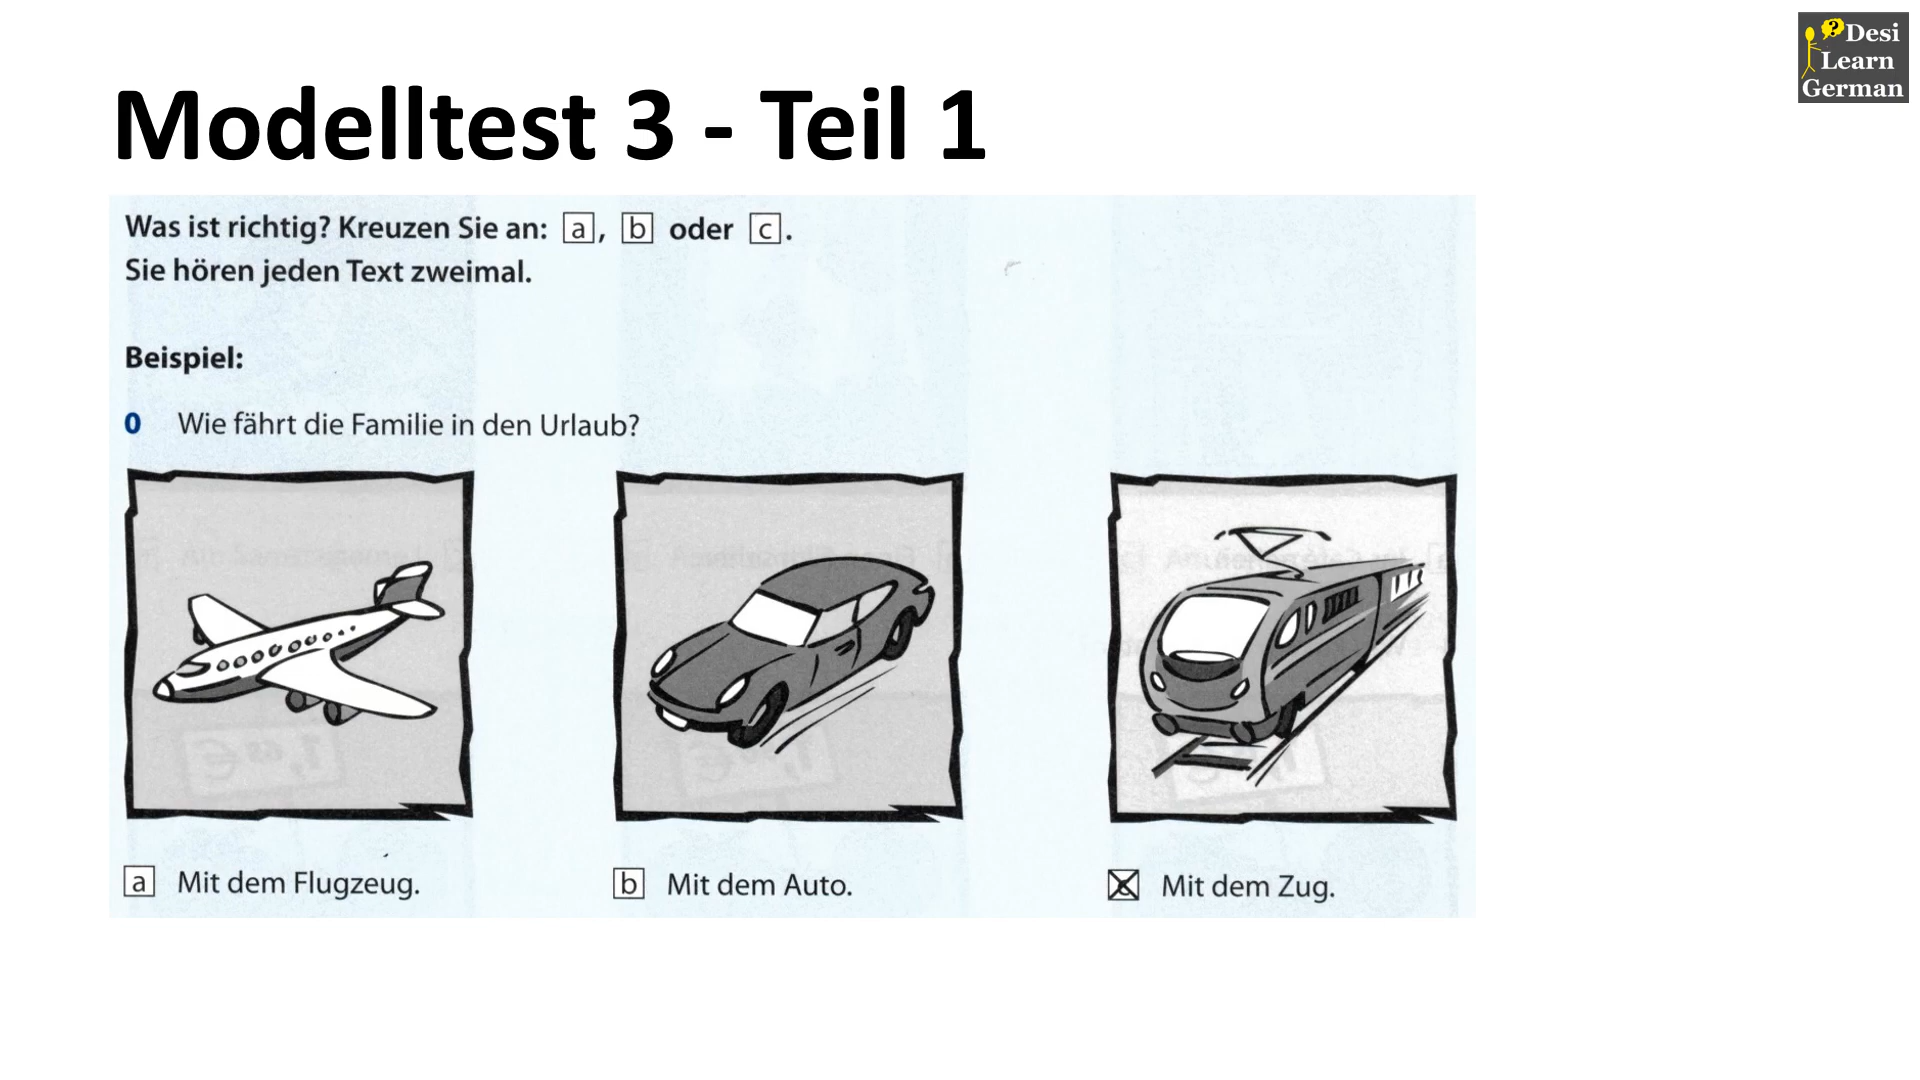 ? Desi
Learn
German
Modelltest 3 - Teil 1
Was ist richtig? Kreuzen Sie an: a, b oder c.
Sie hören jeden Text zweimal.
Beispiel:
0 Wie fährt die Familie in den Urlaub?
a Mit dem Flugzeug.
b Mit dem Auto.
c Mit dem Zug.